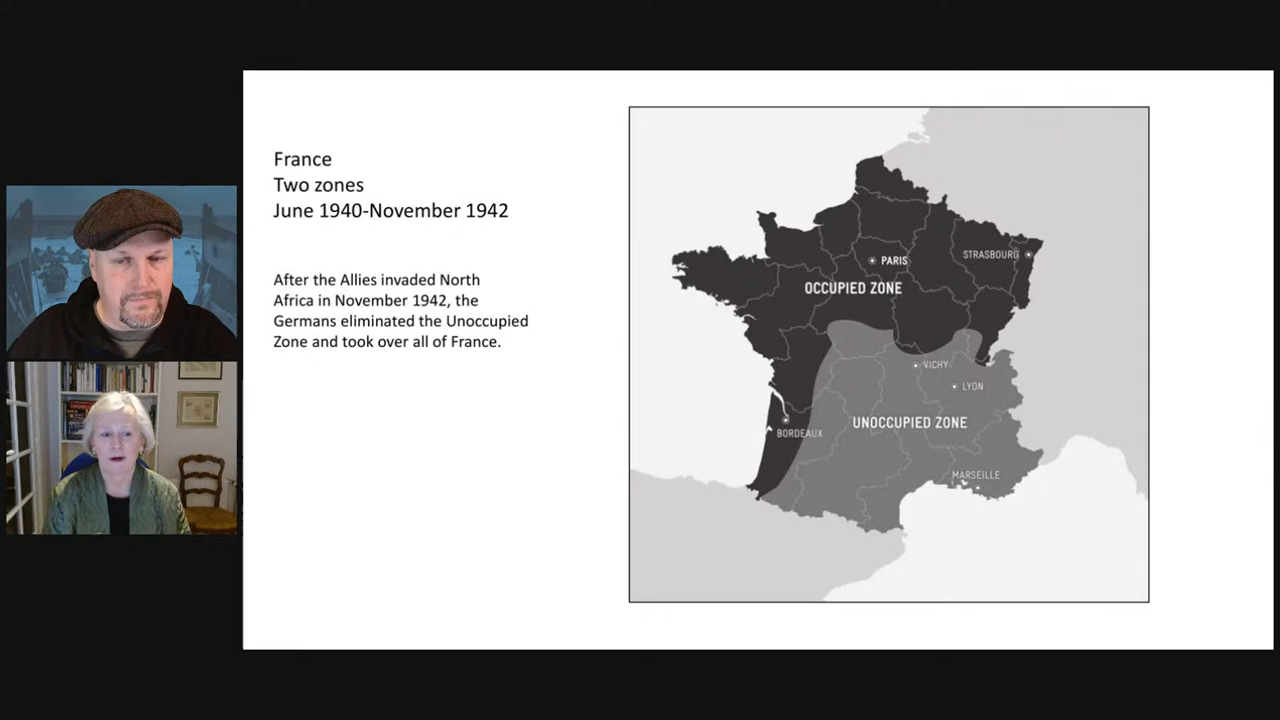 France
Two zones
June 1940-November 1942
After the Allies invaded North
Africa in November 1942, the
Germans eliminated the Unoccupied
Zone and took over all of France.
STRASBOURG
PARIS
OCCUPIED ZONE
VICHY
LYON
UNOCCUPIED ZONE
BORDEAUX
MARSEILLE